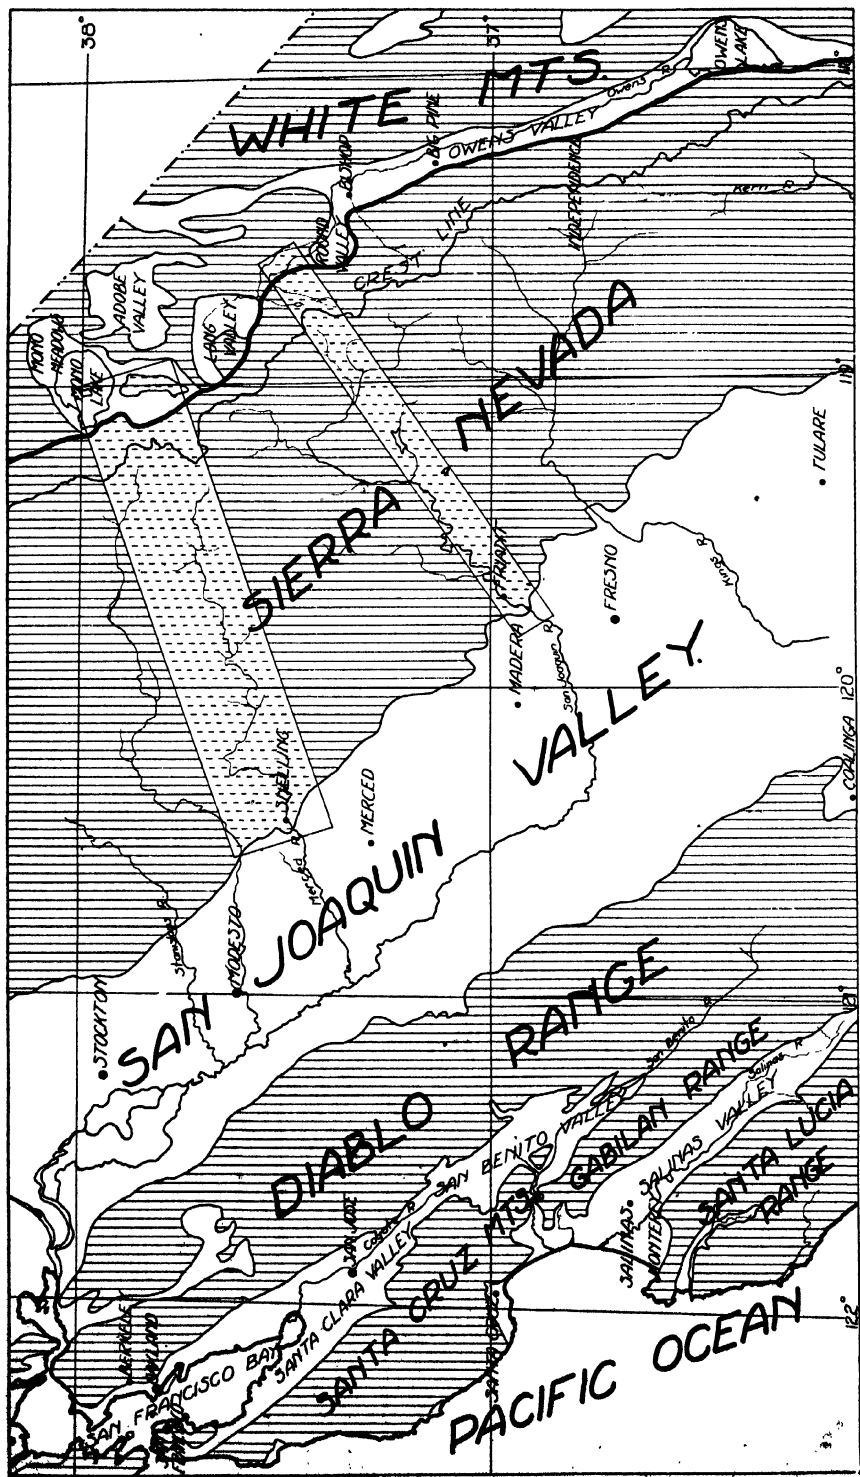 38°
37°
WHITE MTS.
OWENS
LAKE
Owens R
OWENS VALLEY
BIG PINE
BISHOP
INDEPENDENCE
Kern R
ROUND
VALLEY
CREST LINE
ADOBE
VALLEY
LONG
VALLEY
MONO
MEADOWS
MONO
LAKE
119°
SIERRA NEVADA
TULARE
FRIANT
FRESNO
Kings R
MADERA
San Joaquin R
120°
COALINGA
SNELLING
MERCED
Merced R
Stanislaus R
MODESTO
STOCKTON
SAN JOAQUIN VALLEY
121°
DIABLO RANGE
San Benito R
SAN BENITO VALLEY
GABILAN RANGE
Salinas R
SALINAS VALLEY
SANTA LUCIA
RANGE
SALINAS
MONTEREY
SAN JOSE
Coyote R
SANTA CLARA VALLEY
SANTA CRUZ MTS.
SANTA CRUZ
BERKELEY
OAKLAND
SAN FRANCISCO BAY
SAN
FRANCISCO
122°
PACIFIC OCEAN